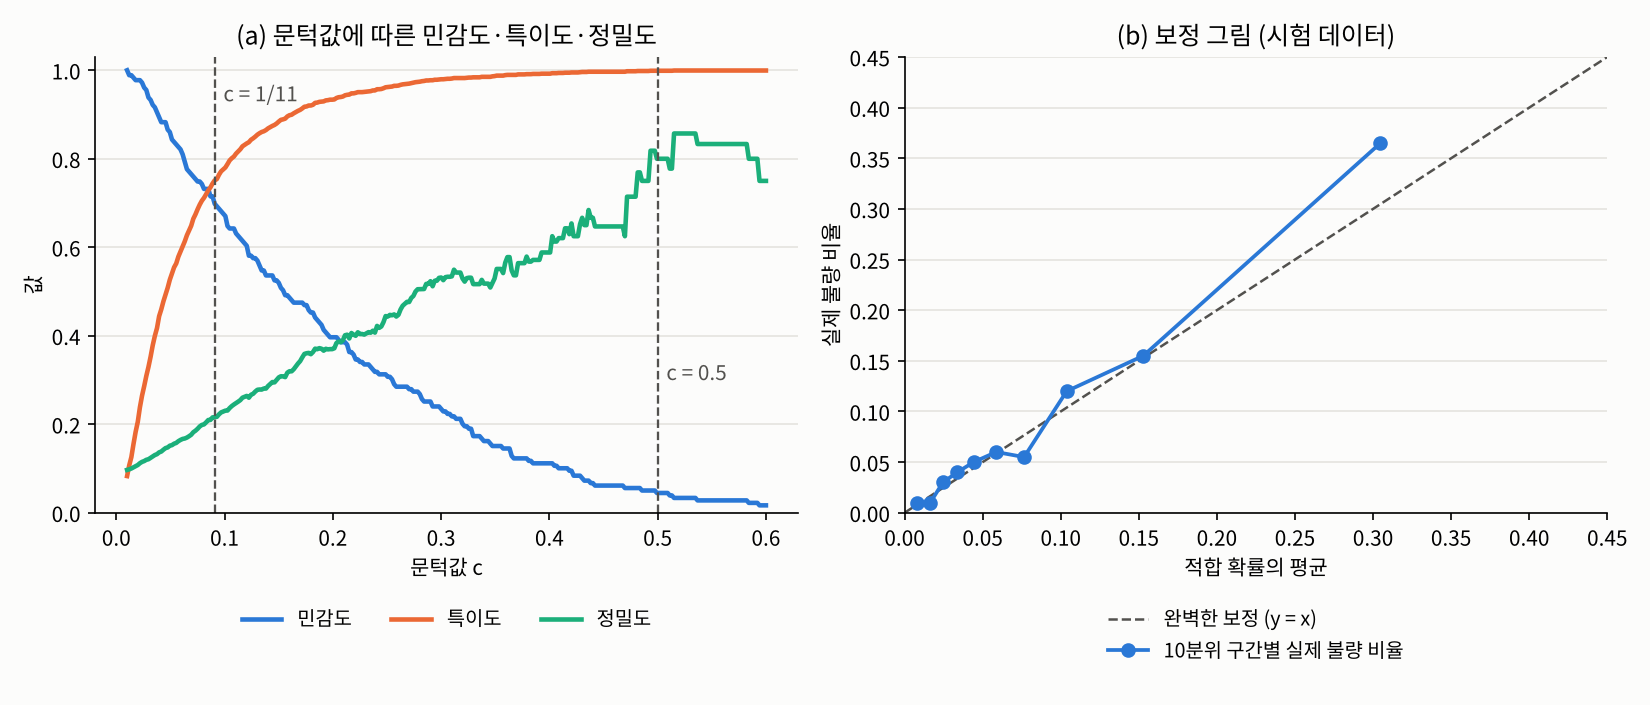 (a) 문턱값에 따른 민감도·특이도·정밀도
1.0
0.8
0.6
0.4
0.2
0.0
값
c = 1/11
c = 0.5
0.0 0.1 0.2 0.3 0.4 0.5 0.6
문턱값 c
민감도 특이도 정밀도
(b) 보정 그림 (시험 데이터)
0.45
0.40
0.35
0.30
0.25
0.20
0.15
0.10
0.05
0.00
실제 불량 비율
0.00 0.05 0.10 0.15 0.20 0.25 0.30 0.35 0.40 0.45
적합 확률의 평균
완벽한 보정 (y = x)
10분위 구간별 실제 불량 비율